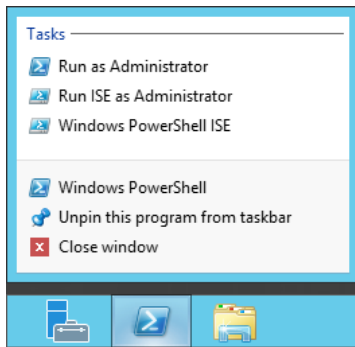 Tasks
Run as Administrator
Run ISE as Administrator
Windows PowerShell ISE
Windows PowerShell
Unpin this program from taskbar
Close window